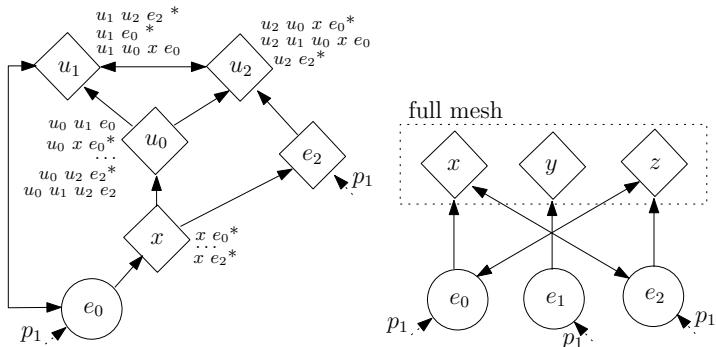 u₁ u₂ e₂ *
u₁ e₀ *
u₁ u₀ x e₀
u₂ u₀ x e₀*
u₂ u₁ u₀ x e₀
u₂ e₂*
u₁
u₂
u₀ u₁ e₀
u₀ x e₀*
...
u₀ u₂ e₂*
u₀ u₁ u₂ e₂
u₀
e₂
p₁
x
x e₀*
...
x e₂*
e₀
p₁
full mesh
x y z
e₀ e₁ e₂
p₁ p₁ p₁